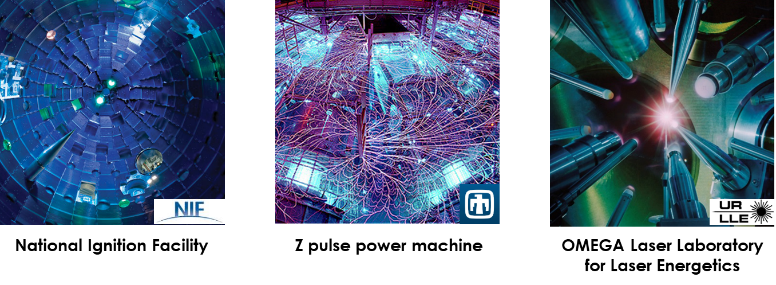 NIF
UR
LLE
National Ignition Facility
Z pulse power machine
OMEGA Laser Laboratory
for Laser Energetics